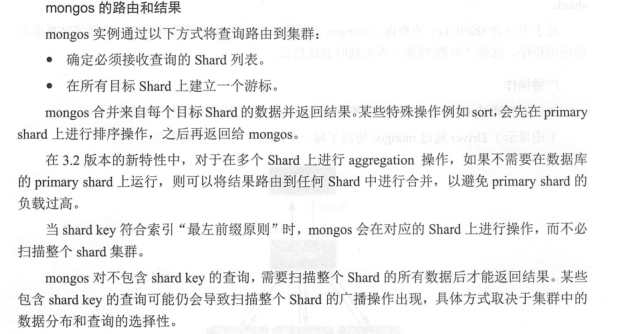 mongos 的路由和结果
mongos 实例通过以下方式将查询路由到集群：
● 确定必须接收查询的 Shard 列表。
● 在所有目标 Shard 上建立一个游标。
mongos 合并来自每个目标 Shard 的数据并返回结果。某些特殊操作例如 sort，会先在 primary
shard 上进行排序操作，之后再返回给 mongos。
在 3.2 版本的新特性中，对于在多个 Shard 上进行 aggregation 操作，如果不需要在数据库
的 primary shard 上运行，则可以将结果路由到任何 Shard 中进行合并，以避免 primary shard 的
负载过高。
当 shard key 符合索引“最左前缀原则”时，mongos 会在对应的 Shard 上进行操作，而不必
扫描整个 shard 集群。
mongos 对不包含 shard key 的查询，需要扫描整个 Shard 的所有数据后才能返回结果。某些
包含 shard key 的查询可能仍会导致扫描整个 Shard 的广播操作出现，具体方式取决于集群中的
数据分布和查询的选择性。